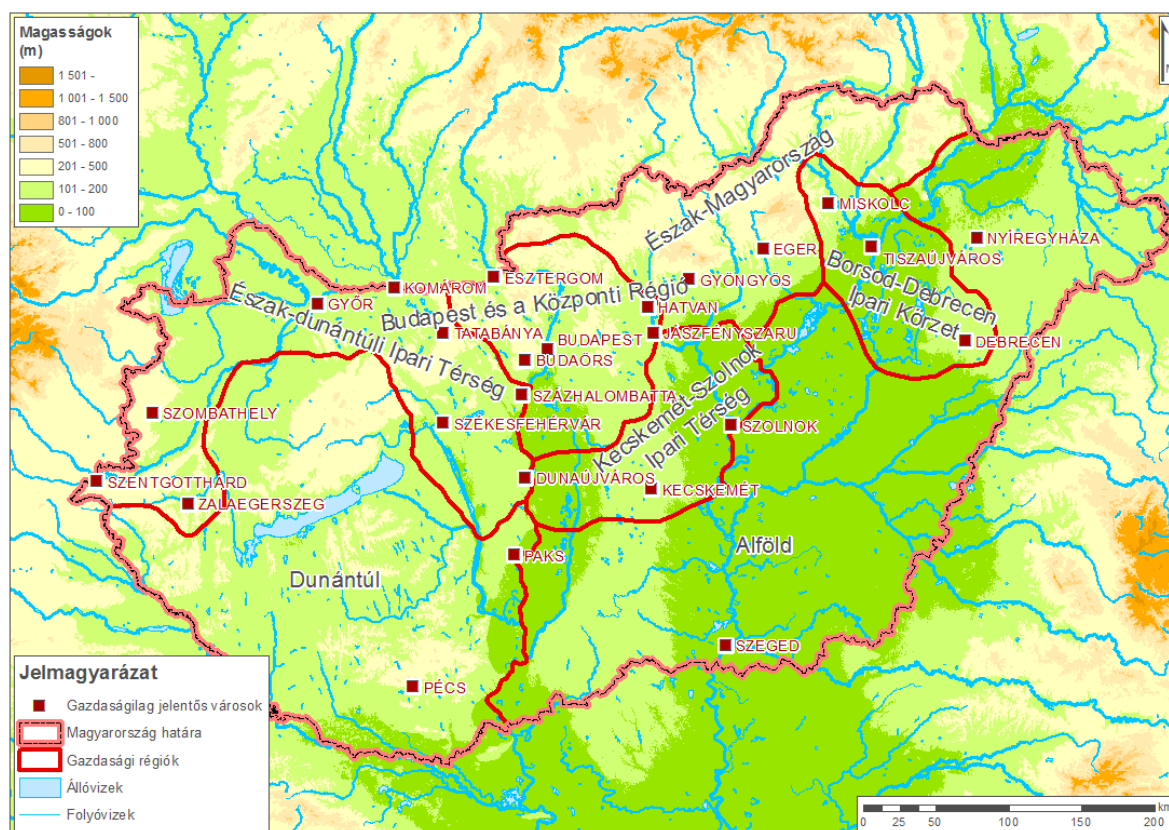 Magasságok
(m)
1 501 -
1 001 - 1 500
801 - 1 000
501 - 800
201 - 500
101 - 200
0 - 100
Észak-Magyarország
MISKOLC
NYÍREGYHÁZA
EGER
TISZAÚJVÁROS
Borsod-Debrecen
Ipari Körzet
ESZTERGOM
GYÖNGYÖS
KOMÁROM
Budapest és a Központi Régió
GYŐR
HATVAN
Észak-dunántúli Ipari Térség
TATABÁNYA
JÁSZFÉNYSZARU
BUDAPEST
DEBRECEN
BUDAÖRS
SZÁZHALOMBATTA
Kecskemét-Szolnok
Ipari Térség
SZOMBATHELY
SZÉKESFEHÉRVÁR
SZOLNOK
SZENTGOTTHÁRD
DUNAÚJVÁROS
KECSKEMÉT
ZALAEGERSZEG
Alföld
PAKS
Dunántúl
SZEGED
PÉCS
Jelmagyarázat
Gazdaságilag jelentős városok
Magyarország határa
Gazdasági régiók
Állóvizek
Folyóvizek
km
0 25 50 100 150 200